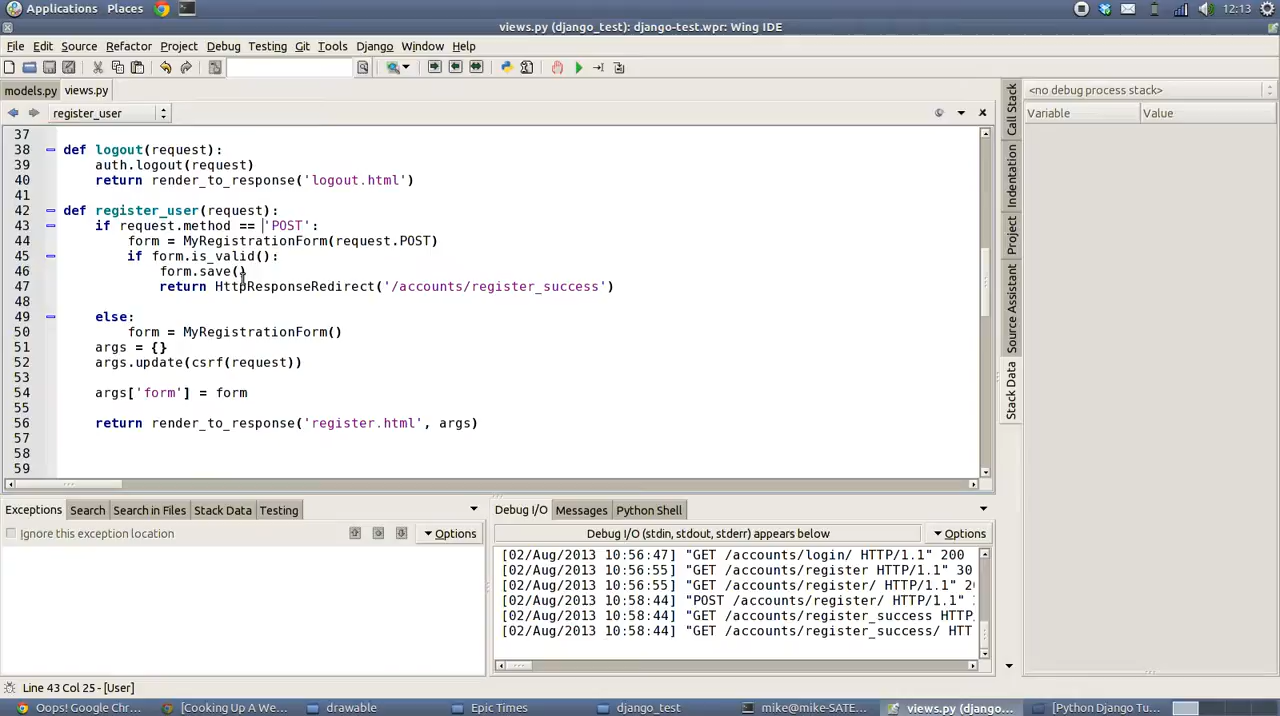 Applications Places 12:13
views.py (django_test): django-test.wpr: Wing IDE
File Edit Source Refactor Project Debug Testing Git Tools Django Window Help
models.py views.py <no debug process stack>
register_user Variable Value
37
38 def logout(request):
39 auth.logout(request)
40 return render_to_response('logout.html')
41
42 def register_user(request):
43 if request.method == 'POST':
44 form = MyRegistrationForm(request.POST)
45 if form.is_valid():
46 form.save()
47 return HttpResponseRedirect('/accounts/register_success')
48
49 else:
50 form = MyRegistrationForm()
51 args = {}
52 args.update(csrf(request))
53
54 args['form'] = form
55
56 return render_to_response('register.html', args)
57
58
59
Call Stack
Indentation
Project
Source Assistant
Stack Data
Exceptions Search Search in Files Stack Data Testing
Ignore this exception location Options
Debug I/O Messages Python Shell
Debug I/O (stdin, stdout, stderr) appears below Options
[02/Aug/2013 10:56:47] "GET /accounts/login/ HTTP/1.1" 200
[02/Aug/2013 10:56:55] "GET /accounts/register HTTP/1.1" 30
[02/Aug/2013 10:56:55] "GET /accounts/register/ HTTP/1.1" 2
[02/Aug/2013 10:58:44] "POST /accounts/register/ HTTP/1.1"
[02/Aug/2013 10:58:44] "GET /accounts/register_success HTTP
[02/Aug/2013 10:58:44] "GET /accounts/register_success/ HTT
Line 43 Col 25 - [User]
Oops! Google Chr... [Cooking Up A We... drawable Epic Times django_test mike@mike-SATE... views.py (django... [Python Django Tu...